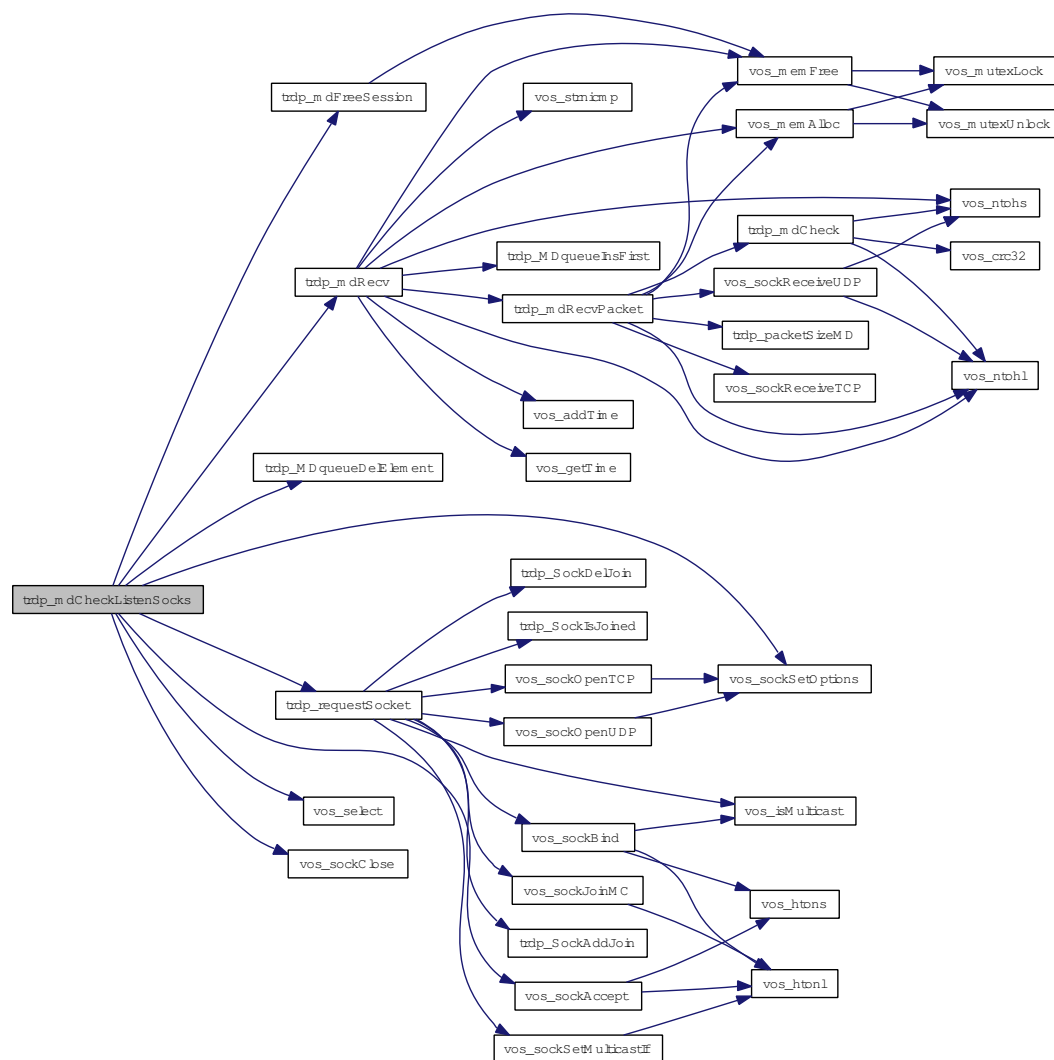 vos_memFree
vos_mutexLock
trdp_mdFreeSession
vos_strnicmp
vos_memAlloc
vos_mutexUnlock
vos_ntohs
trdp_mdCheck
trdp_MDqueueInsFirst
vos_crc32
trdp_mdRecv
vos_sockReceiveUDP
trdp_mdRecvPacket
trdp_packetSizeMD
vos_ntohl
vos_sockReceiveTCP
vos_addTime
trdp_MDqueueDelElement
vos_getTime
trdp_SockDelJoin
trdp_mdCheckListenSocks
trdp_SockIsJoined
vos_sockOpenTCP
vos_sockSetOptions
trdp_requestSocket
vos_sockOpenUDP
vos_select
vos_isMulticast
vos_sockBind
vos_sockClose
vos_sockJoinMC
vos_htons
trdp_SockAddJoin
vos_htonl
vos_sockAccept
vos_sockSetMulticastIf